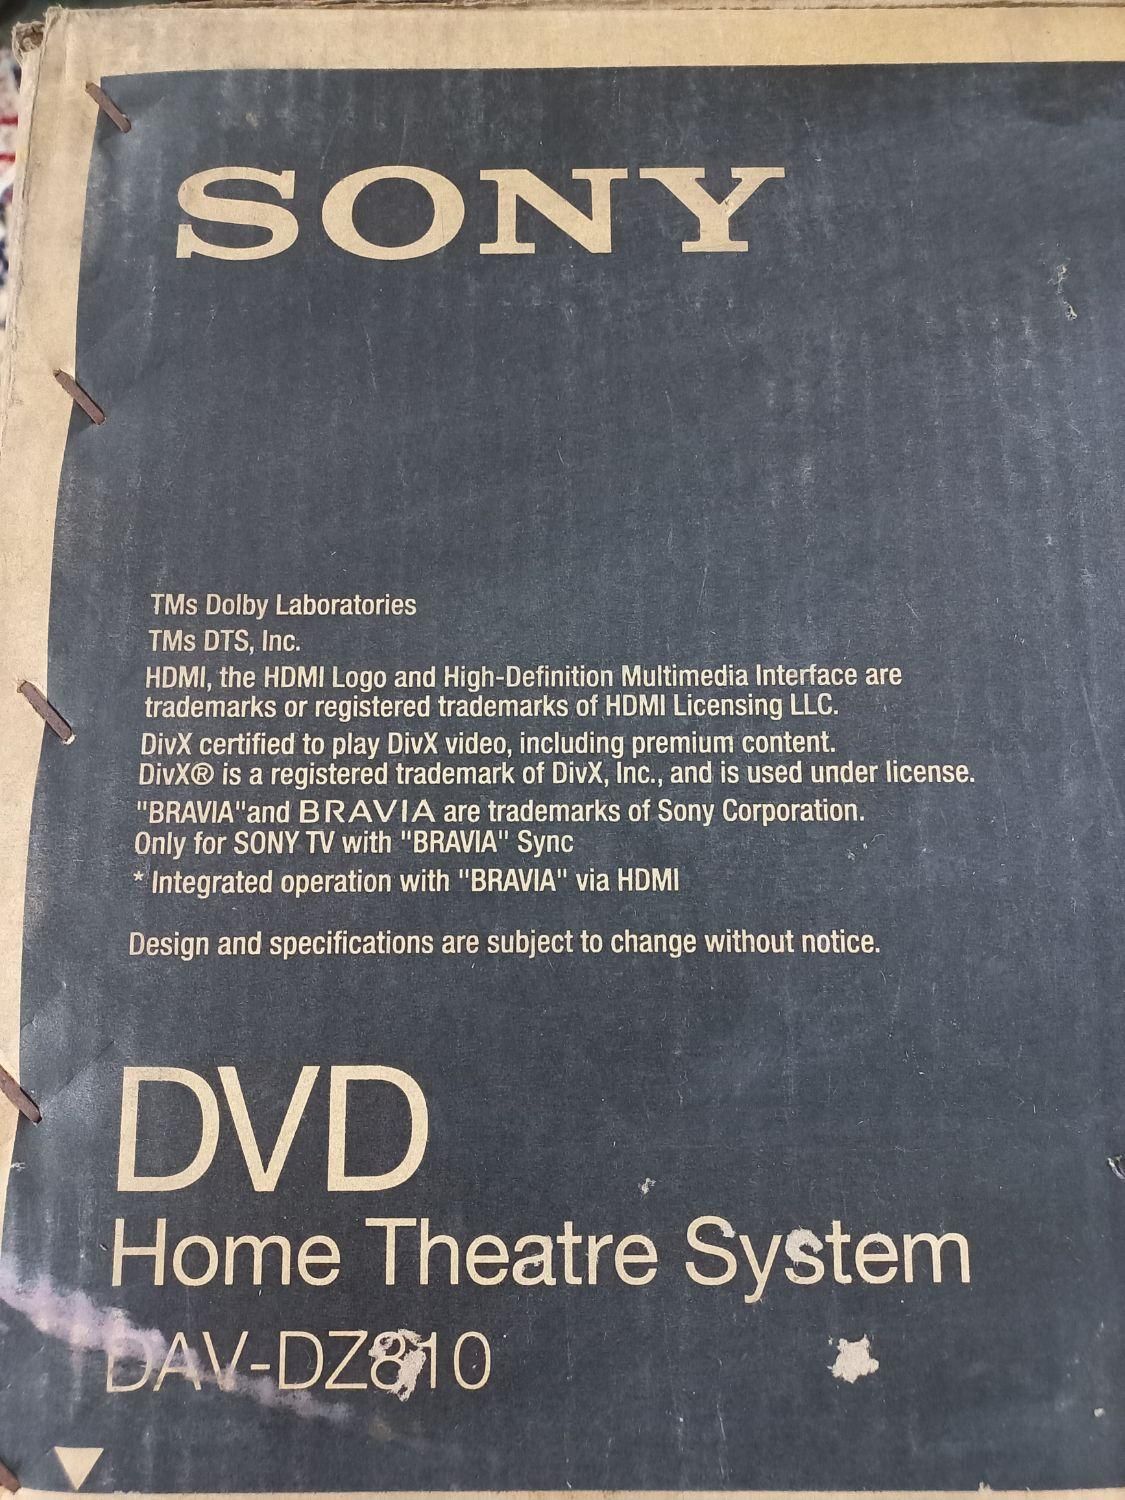 SONY
TMs Dolby Laboratories
TMs DTS, Inc.
HDMI, the HDMI Logo and High-Definition Multimedia Interface are
trademarks or registered trademarks of HDMI Licensing LLC.
DivX certified to play DivX video, including premium content.
DivX® is a registered trademark of DivX, Inc., and is used under license.
"BRAVIA"and BRAVIA are trademarks of Sony Corporation.
Only for SONY TV with "BRAVIA" Sync
* Integrated operation with "BRAVIA" via HDMI
Design and specifications are subject to change without notice.
DVD
Home Theatre System
DAV-DZ810